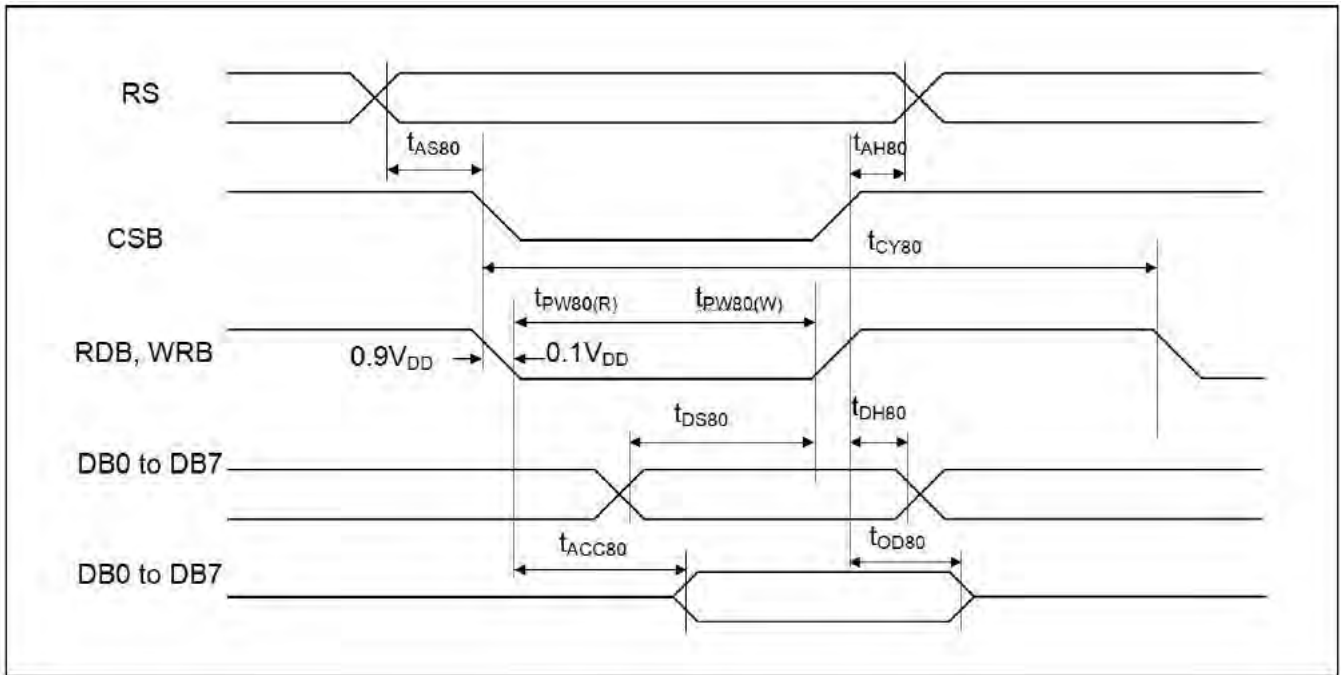 RS
tAS80
tAH80
CSB
tCY80
tPW80(R) tPW80(W)
RDB, WRB
0.9VDD 0.1VDD
tDS80
tDH80
DB0 to DB7
tACC80
tOD80
DB0 to DB7